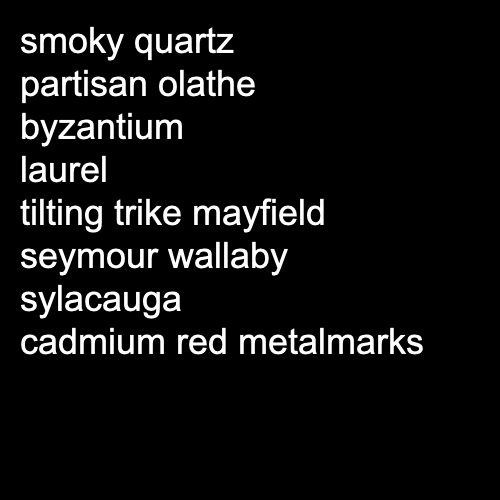 smoky quartz
partisan olathe
byzantium
laurel
tilting trike mayfield
seymour wallaby
sylacauga
cadmium red metalmarks